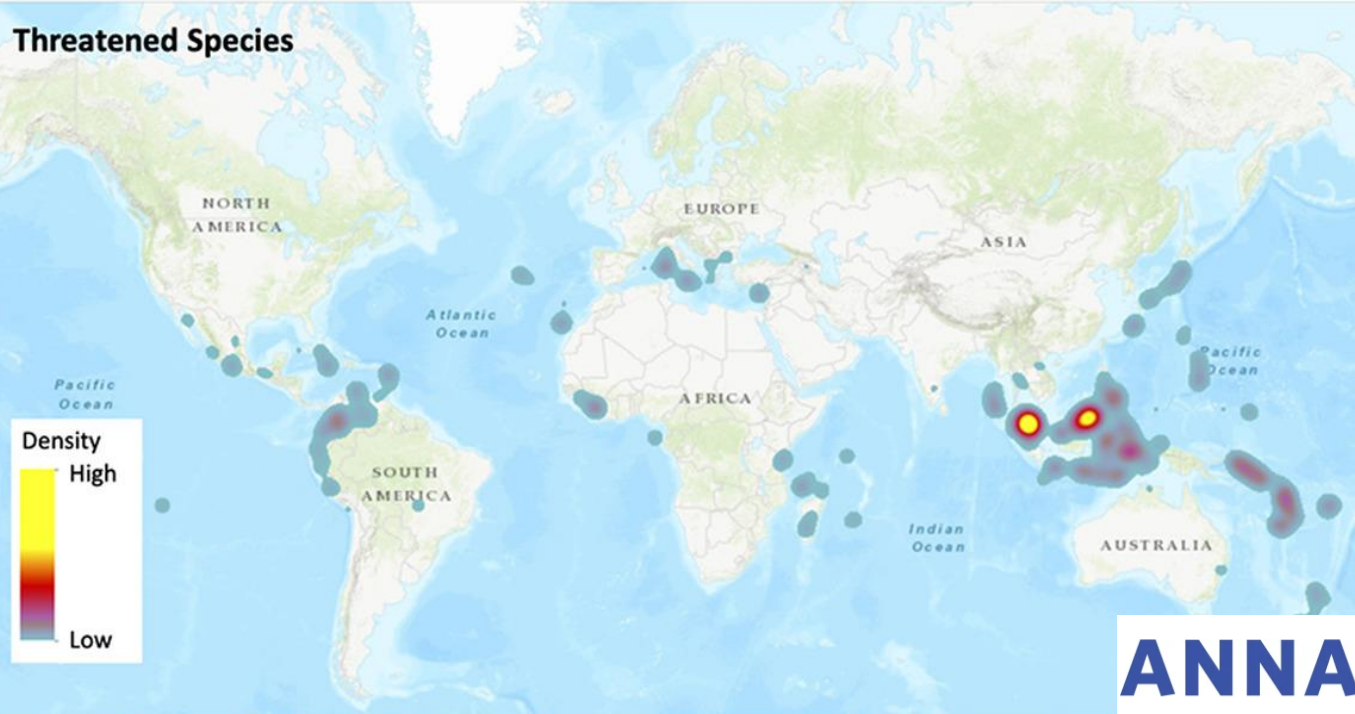 Threatened Species
NORTH
AMERICA
EUROPE
ASIA
Atlantic
Ocean
Pacific
Ocean
Pacific
Ocean
AFRICA
Density
High
Low
SOUTH
AMERICA
Indian
Ocean
AUSTRALIA
ANNA